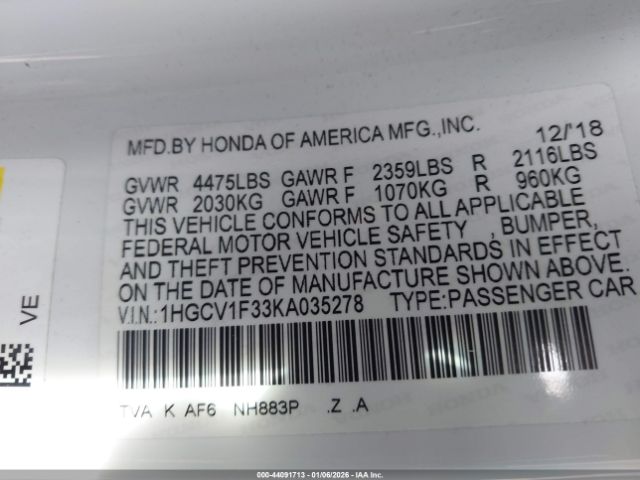 MFD.BY HONDA OF AMERICA MFG.,INC. 12/'18
GVWR 4475LBS GAWR F 2359LBS R 2116LBS
GVWR 2030KG GAWR F 1070KG R 960KG
THIS VEHICLE CONFORMS TO ALL APPLICABLE
FEDERAL MOTOR VEHICLE SAFETY , BUMPER,
AND THEFT PREVENTION STANDARDS IN EFFECT
ON THE DATE OF MANUFACTURE SHOWN ABOVE.
V.I.N.:1HGCV1F33KA035278 TYPE:PASSENGER CAR
TVA K AF6 NH883P .Z .A
VE
000-44091713 - 01/06/2026 - IAA Inc.